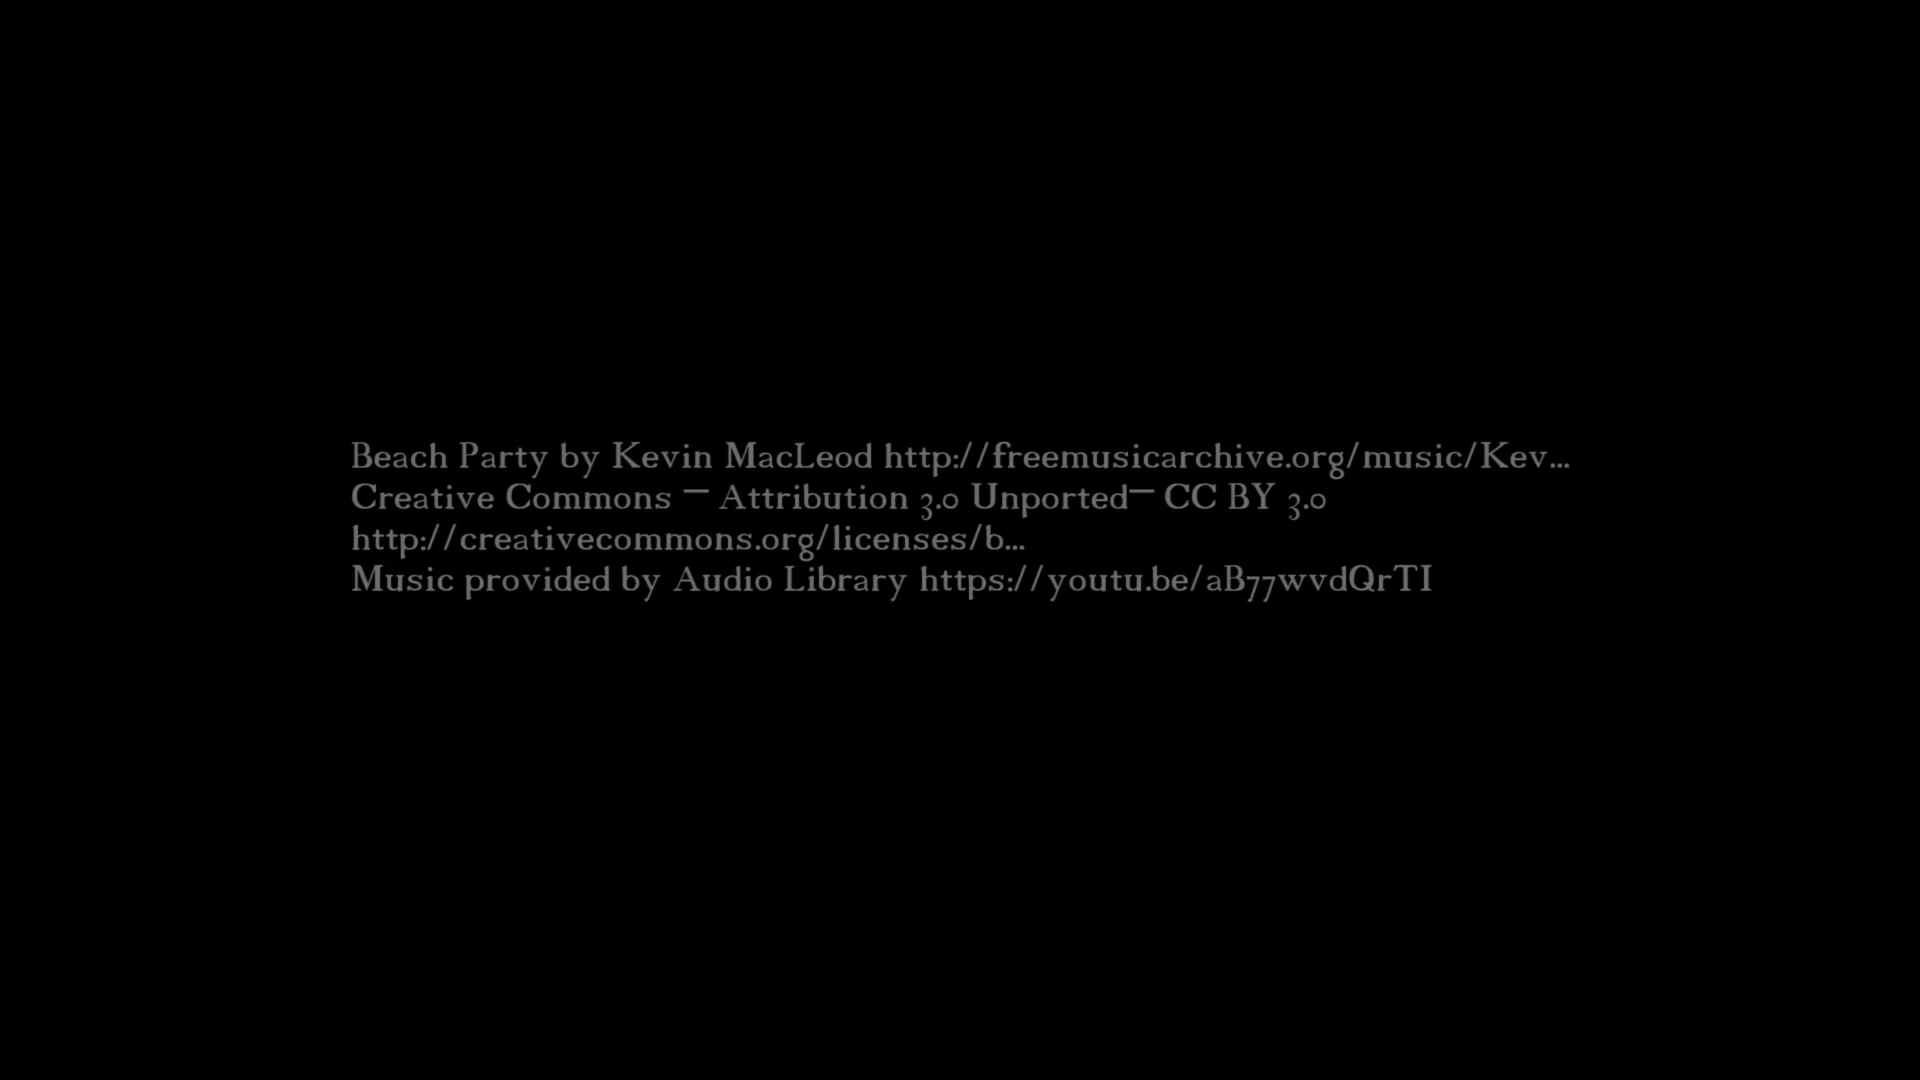 Beach Party by Kevin MacLeod http://freemusicarchive.org/music/Kev...
Creative Commons — Attribution 3.0 Unported— CC BY 3.0
http://creativecommons.org/licenses/b...
Music provided by Audio Library https://youtu.be/aB77wvdQrTI